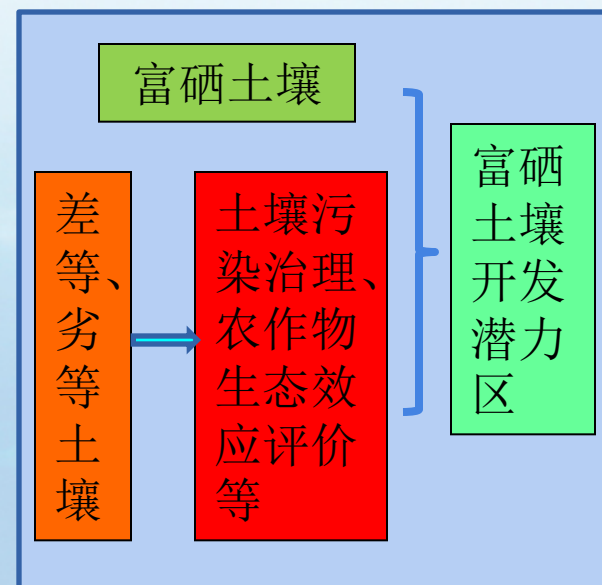 富硒土壤
差
等、
劣
等
土
壤
土壤污
染治理、
农作物
生态效
应评价
等
富硒
土壤
开发
潜力
区